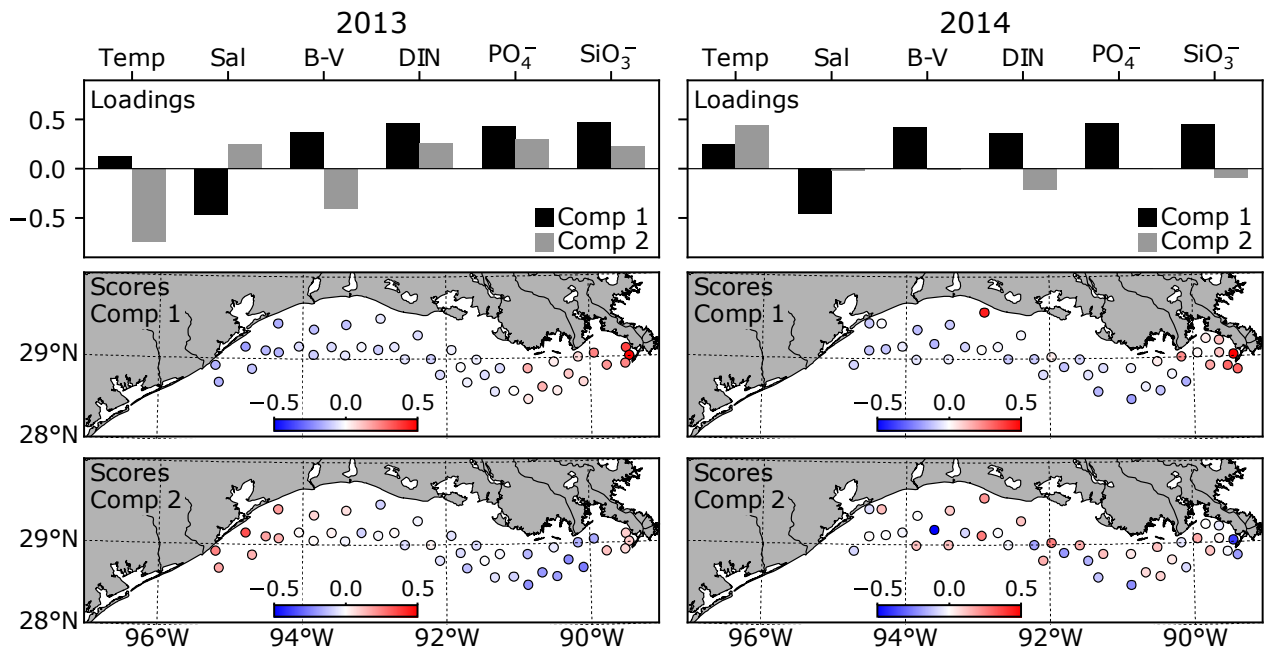 2013
2014
Temp Sal B-V DIN PO₄⁻ SiO₃⁻
Temp Sal B-V DIN PO₄⁻ SiO₃⁻
Loadings
Loadings
0.5
0.0
−0.5
Comp 1
Comp 2
Comp 1
Comp 2
Scores
Comp 1
Scores
Comp 1
29°N
28°N
−0.5 0.0 0.5
−0.5 0.0 0.5
Scores
Comp 2
Scores
Comp 2
29°N
28°N
−0.5 0.0 0.5
−0.5 0.0 0.5
96°W 94°W 92°W 90°W
96°W 94°W 92°W 90°W